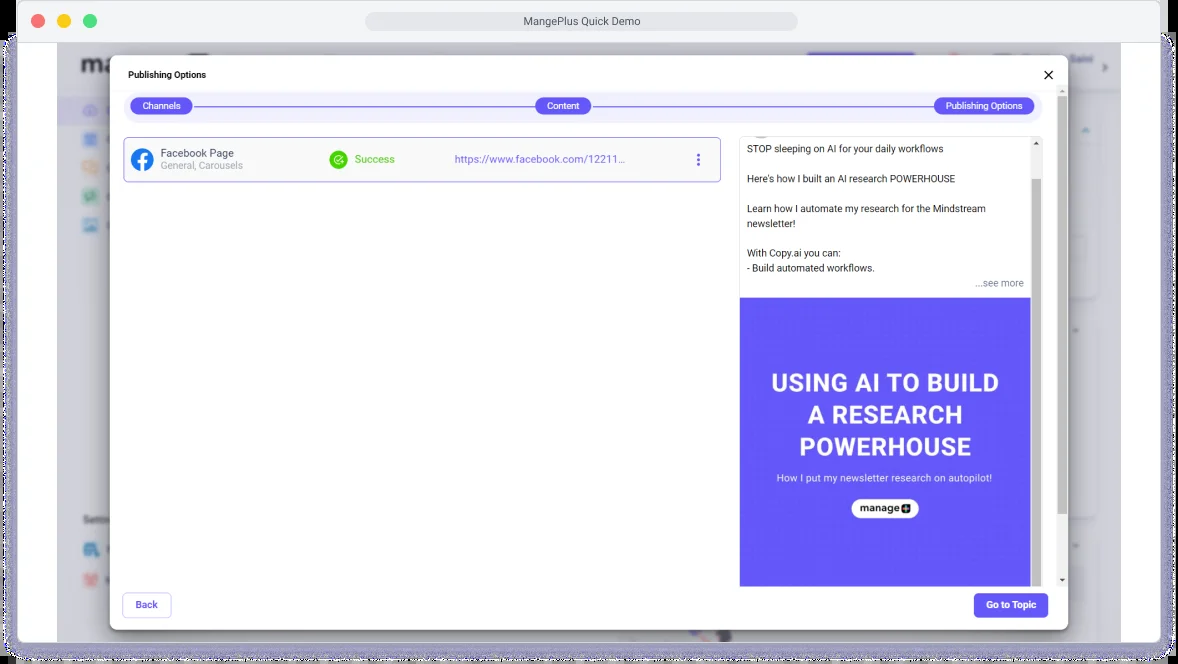 MangePlus Quick Demo
Publishing Options
Channels
Content
Publishing Options
Facebook Page
General, Carousels
Success
https://www.facebook.com/12211...
STOP sleeping on AI for your daily workflows
Here's how I built an AI research POWERHOUSE
Learn how I automate my research for the Mindstream
newsletter!
With Copy.ai you can:
- Build automated workflows.
...see more
USING AI TO BUILD
A RESEARCH
POWERHOUSE
How I put my newsletter research on autopilot!
manage
Back
Go to Topic